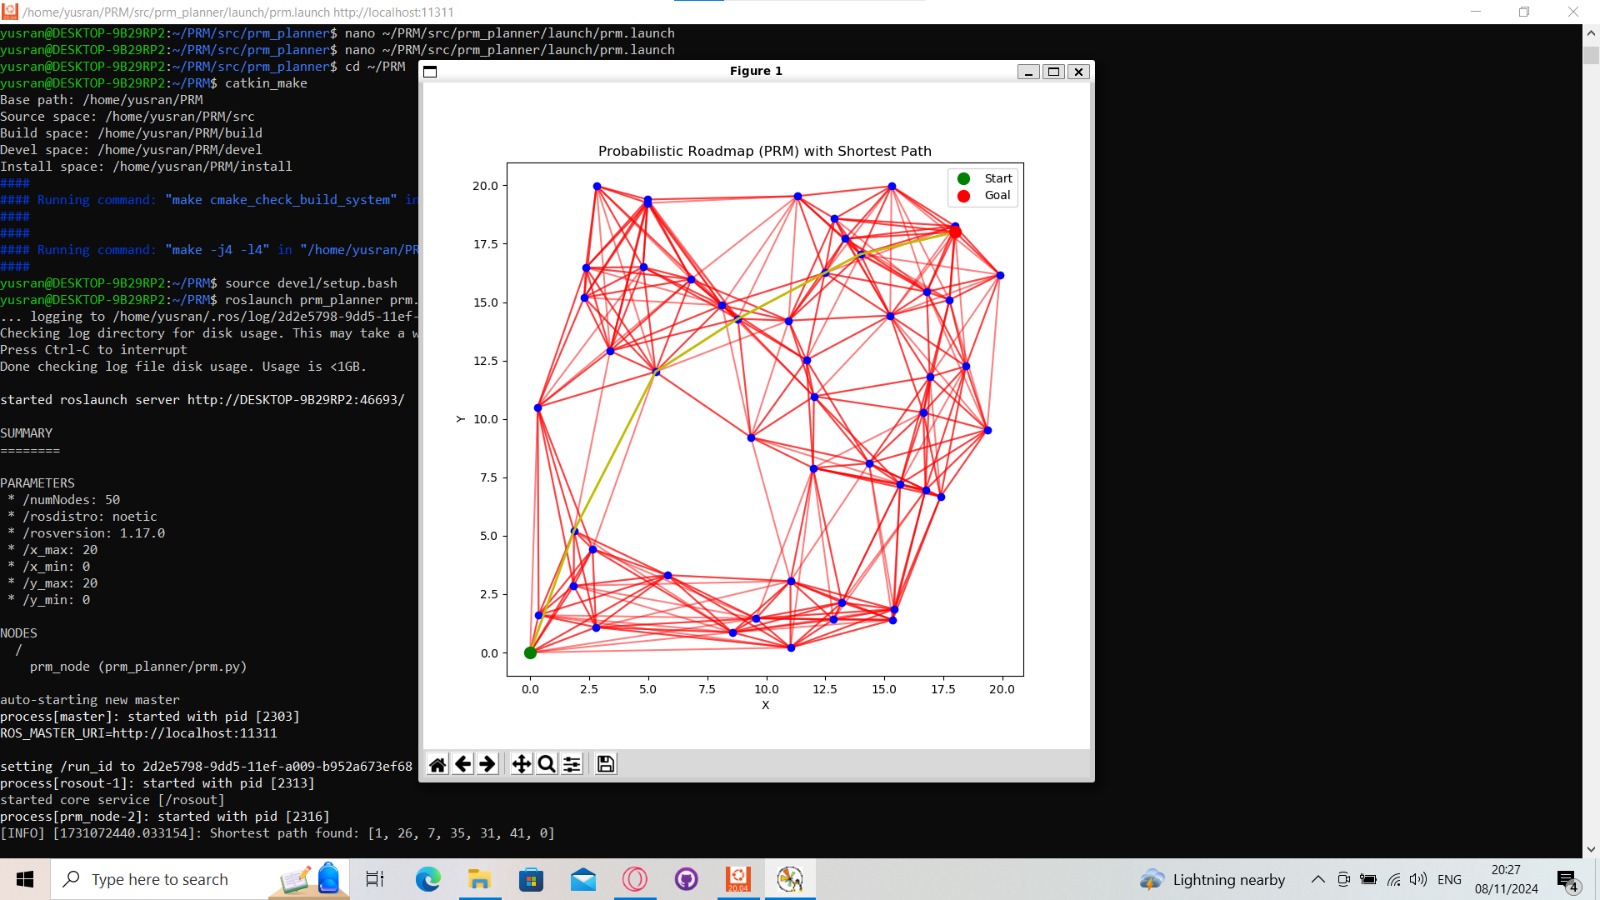 /home/yusran/PRM/src/prm_planner/launch/prm.launch http://localhost:11311
yusran@DESKTOP-9B29RP2:~/PRM/src/prm_planner$ nano ~/PRM/src/prm_planner/launch/prm.launch
yusran@DESKTOP-9B29RP2:~/PRM/src/prm_planner$ nano ~/PRM/src/prm_planner/launch/prm.launch
yusran@DESKTOP-9B29RP2:~/PRM/src/prm_planner$ cd ~/PRM
yusran@DESKTOP-9B29RP2:~/PRM$ catkin_make
Base path: /home/yusran/PRM
Source space: /home/yusran/PRM/src
Build space: /home/yusran/PRM/build
Devel space: /home/yusran/PRM/devel
Install space: /home/yusran/PRM/install
####
#### Running command: "make cmake_check_build_system" in
####
####
#### Running command: "make -j4 -l4" in "/home/yusran/PR
####
yusran@DESKTOP-9B29RP2:~/PRM$ source devel/setup.bash
yusran@DESKTOP-9B29RP2:~/PRM$ roslaunch prm_planner prm.
... logging to /home/yusran/.ros/log/2d2e5798-9dd5-11ef-
Checking log directory for disk usage. This may take a w
Press Ctrl-C to interrupt
Done checking log file disk usage. Usage is <1GB.
started roslaunch server http://DESKTOP-9B29RP2:46693/
SUMMARY
========
PARAMETERS
* /numNodes: 50
* /rosdistro: noetic
* /rosversion: 1.17.0
* /x_max: 20
* /x_min: 0
* /y_max: 20
* /y_min: 0
NODES
/
prm_node (prm_planner/prm.py)
auto-starting new master
process[master]: started with pid [2303]
ROS_MASTER_URI=http://localhost:11311
setting /run_id to 2d2e5798-9dd5-11ef-a009-b952a673ef68
process[rosout-1]: started with pid [2313]
started core service [/rosout]
process[prm_node-2]: started with pid [2316]
[INFO] [1731072440.033154]: Shortest path found: [1, 26, 7, 35, 31, 41, 0]
Figure 1
Probabilistic Roadmap (PRM) with Shortest Path
Start
Goal
20.0
17.5
15.0
12.5
10.0
7.5
5.0
2.5
0.0
Y
0.0 2.5 5.0 7.5 10.0 12.5 15.0 17.5 20.0
X
Type here to search
20.04
Lightning nearby
ENG
20:27
08/11/2024
4